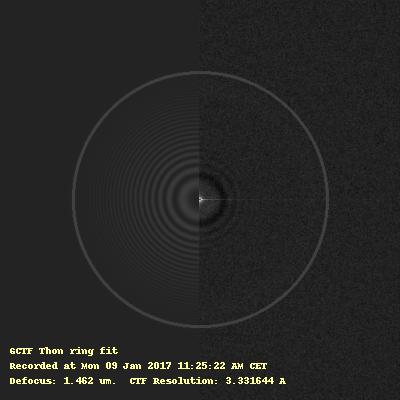 GCTF Thon ring fit
Recorded at Mon 09 Jan 2017 11:25:22 AM CET
Defocus: 1.462 um.  CTF Resolution: 3.331644 A